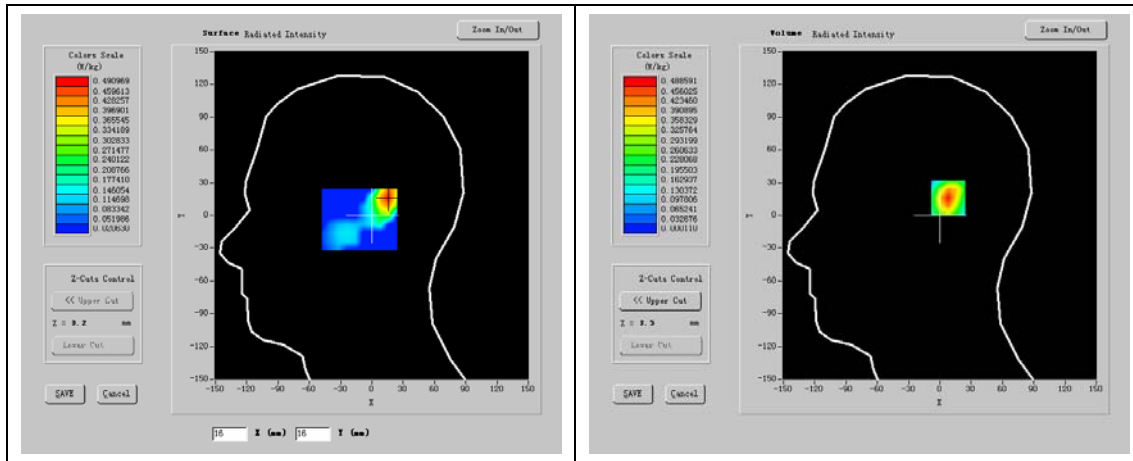 Surface Radiated Intensity
Zoom In/Out
Colors Scale
(W/kg)
0.490969
0.459613
0.428257
0.396901
0.365545
0.334189
0.302833
0.271477
0.240122
0.208766
0.177410
0.146054
0.114698
0.083342
0.051986
0.020630
150
120
90
60
30
0
-30
-60
-90
-120
-150
Y
-150 -120 -90 -60 -30 0 30 60 90 120 150
X
Z-Cuts Control
<< Upper Cut
Z = mm
Lower Cut
SAVE Cancel
16 X (mm) 16 Y (mm)
Volume Radiated Intensity
Zoom In/Out
Colors Scale
(W/kg)
0.488591
0.456025
0.423460
0.390895
0.358329
0.325764
0.293199
0.260633
0.228068
0.195503
0.162937
0.130372
0.097806
0.065241
0.032676
0.000110
150
120
90
60
30
0
-30
-60
-90
-120
-150
Y
-150 -120 -90 -60 -30 0 30 60 90 120 150
X
Z-Cuts Control
<< Upper Cut
Z = mm
Lower Cut
SAVE Cancel